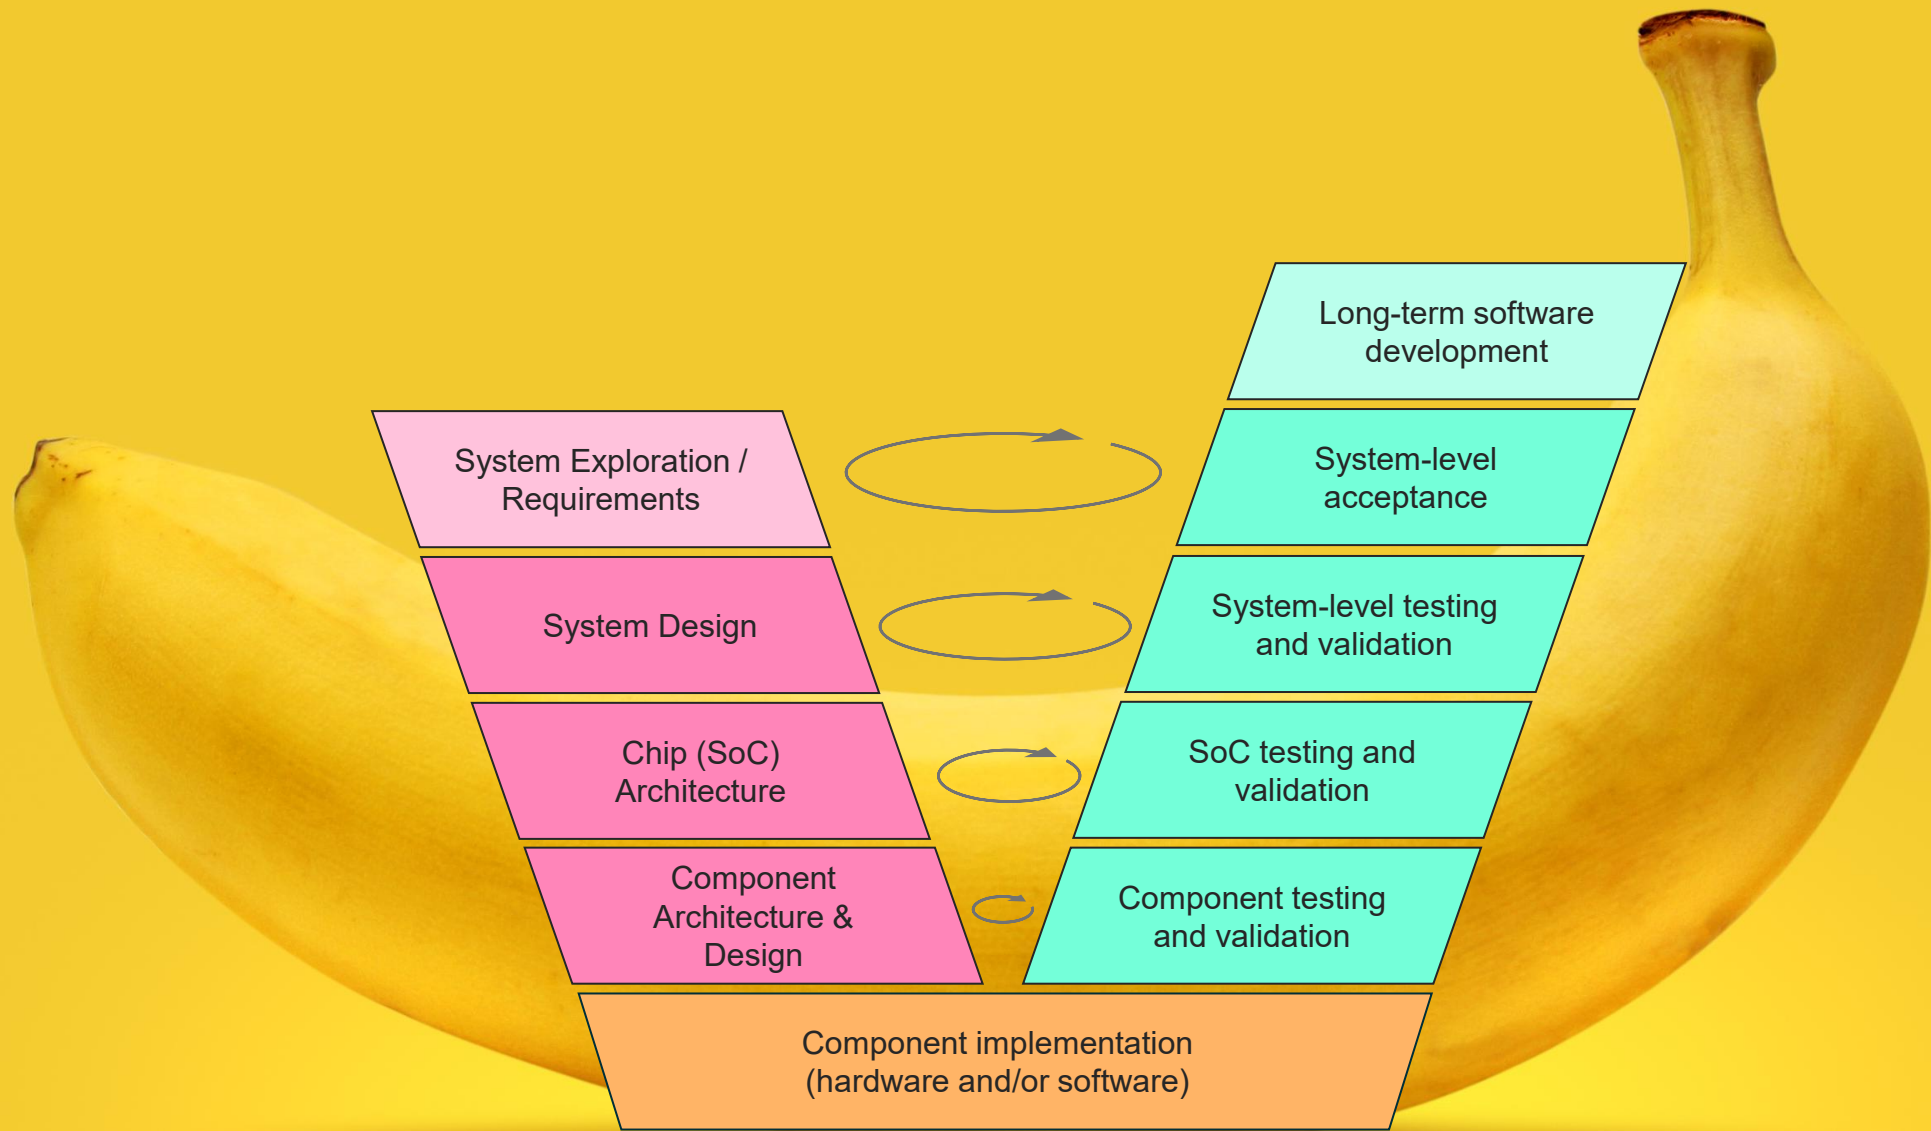 Long-term software
development
System Exploration /
Requirements
System-level
acceptance
System Design
System-level testing
and validation
Chip (SoC)
Architecture
SoC testing and
validation
Component
Architecture &
Design
Component testing
and validation
Component implementation
(hardware and/or software)